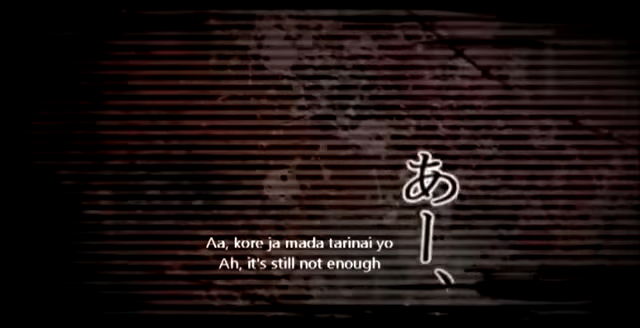 あー、
Aa, kore ja mada tarinai yo
Ah, it's still not enough